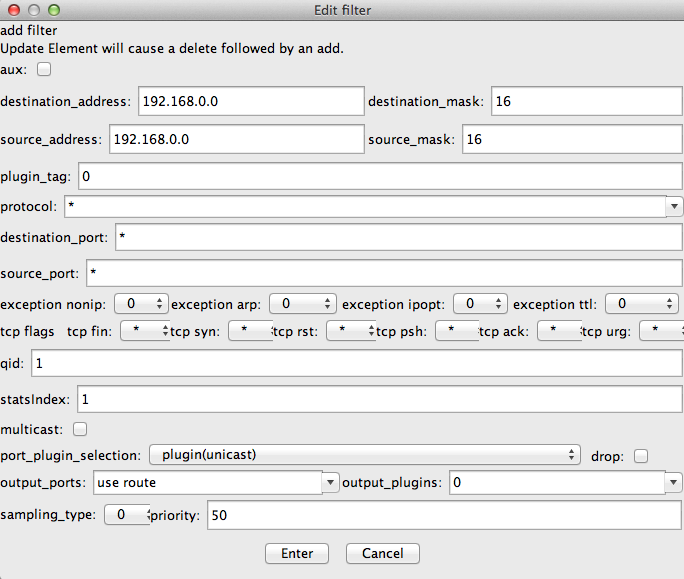 Edit filter
add filter
Update Element will cause a delete followed by an add.
aux:
destination_address: 192.168.0.0 destination_mask: 16
source_address: 192.168.0.0 source_mask: 16
plugin_tag: 0
protocol: *
destination_port: *
source_port: *
exception nonip: 0 exception arp: 0 exception ipopt: 0 exception ttl: 0
tcp flags tcp fin: * tcp syn: * tcp rst: * tcp psh: * tcp ack: * tcp urg: *
qid: 1
statsIndex: 1
multicast:
port_plugin_selection: plugin(unicast) drop:
output_ports: use route output_plugins: 0
sampling_type: 0 priority: 50
Enter Cancel